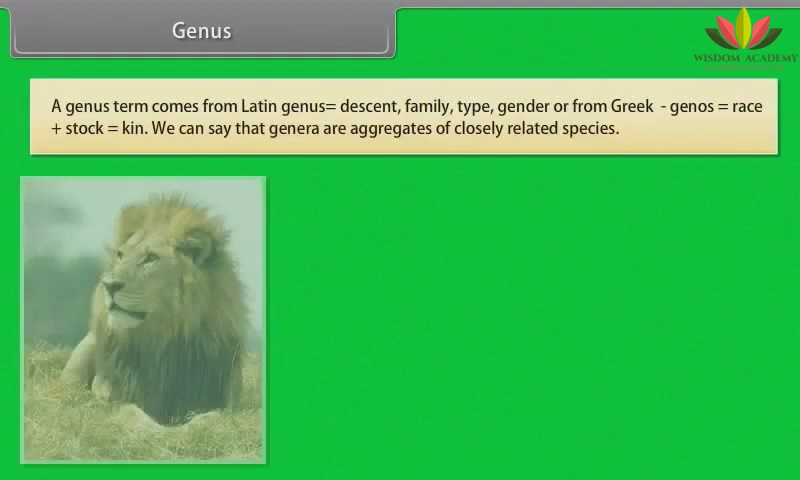 Genus
WISDOM ACADEMY
A genus term comes from Latin genus= descent, family, type, gender or from Greek - genos = race
+ stock = kin. We can say that genera are aggregates of closely related species.